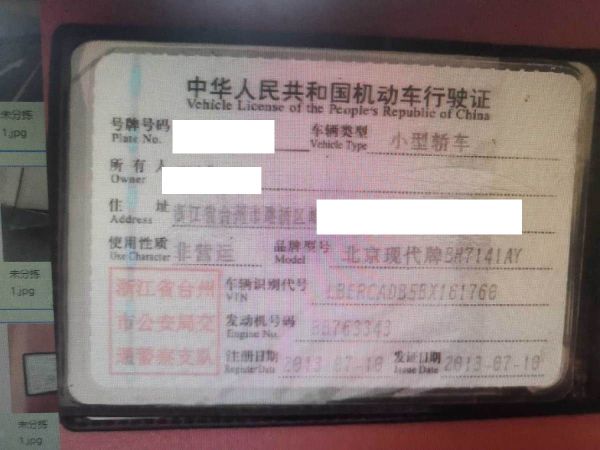 未分拣
1.jpg
未分拣
1.jpg
未分拣
1.jpg
中华人民共和国机动车行驶证
Vehicle License of the People's Republic of China
号牌号码
Plate No.
车辆类型 小型轿车
Vehicle Type
所有人
Owner
住址 浙江省台州市路桥区
Address
使用性质 非营运 品牌型号 北京现代牌BH7141AY
Use Character Model
浙江省台州
市公安局交
通警察支队
车辆识别代号 LBERCADB5BX161768
VIN
发动机号码 BB763343
Engine No.
注册日期 2013-07-10 发证日期 2013-07-10
Register Date Issue Date